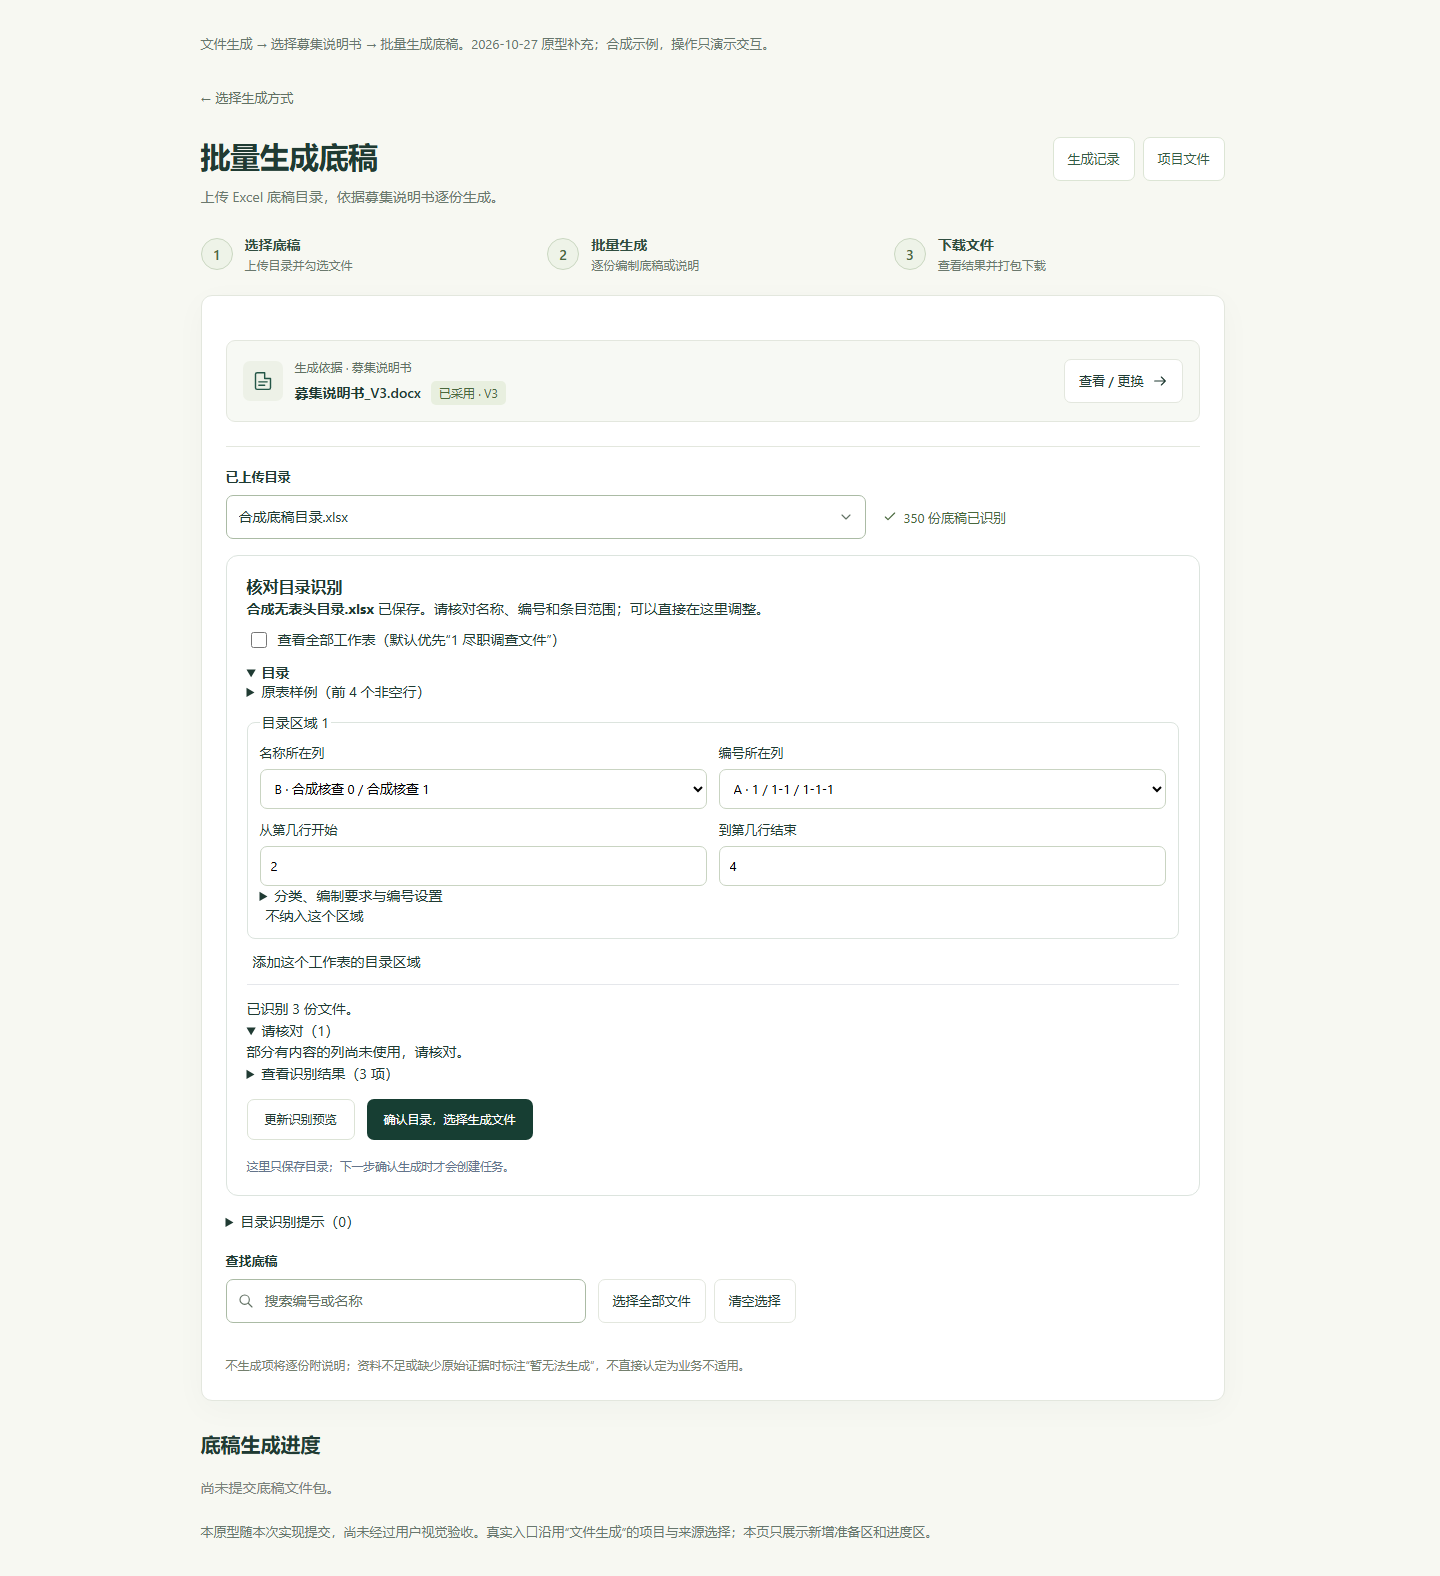 文件生成 → 选择募集说明书 → 批量生成底稿。2026-10-27 原型补充；合成示例，操作只演示交互。
← 选择生成方式
批量生成底稿
生成记录
项目文件
上传 Excel 底稿目录，依据募集说明书逐份生成。
1
选择底稿
上传目录并勾选文件
2
批量生成
逐份编制底稿或说明
3
下载文件
查看结果并打包下载
生成依据 · 募集说明书
募集说明书_V3.docx
已采用 · V3
查看 / 更换 →
已上传目录
合成底稿目录.xlsx
350 份底稿已识别
核对目录识别
合成无表头目录.xlsx 已保存。请核对名称、编号和条目范围；可以直接在这里调整。
查看全部工作表（默认优先“1 尽职调查文件”）
目录
原表样例（前 4 个非空行）
目录区域 1
名称所在列
编号所在列
B · 合成核查 0 / 合成核查 1
A · 1 / 1-1 / 1-1-1
从第几行开始
到第几行结束
2
4
分类、编制要求与编号设置
不纳入这个区域
添加这个工作表的目录区域
已识别 3 份文件。
请核对（1）
部分有内容的列尚未使用，请核对。
查看识别结果（3 项）
更新识别预览
确认目录，选择生成文件
这里只保存目录；下一步确认生成时才会创建任务。
目录识别提示（0）
查找底稿
搜索编号或名称
选择全部文件
清空选择
不生成项将逐份附说明；资料不足或缺少原始证据时标注“暂无法生成”，不直接认定为业务不适用。
底稿生成进度
尚未提交底稿文件包。
本原型随本次实现提交，尚未经过用户视觉验收。真实入口沿用“文件生成”的项目与来源选择；本页只展示新增准备区和进度区。